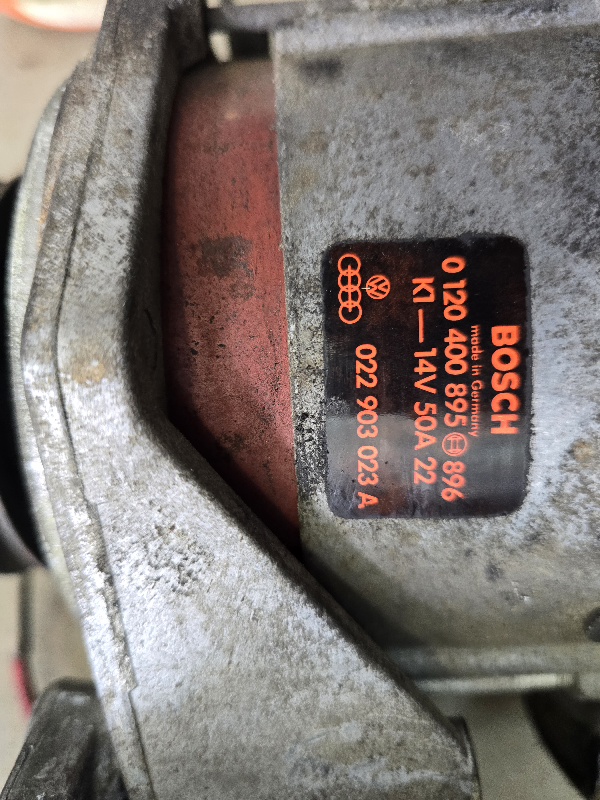 BOSCH
made in Germany
0 120 400 895 896
K1 — 14V 50A 22
022 903 023 A